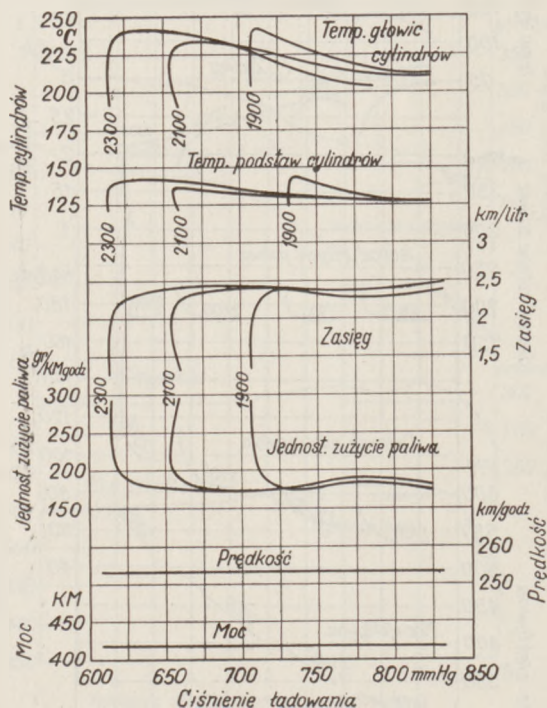 250
°C
225
200
175
150
125
Temp. cylindrów
Temp. głowic
cylindrów
2300
2100
1900
Temp. podstaw cylindrów
2300
2100
1900
km/litr
3
2,5
2
1,5
Zasięg
Zasięg
gr/KMgodz
300
250
200
150
Jednost. zużycie paliwa
2300
2100
1900
Jednost. zużycie paliwa
km/godz
260
250
Prędkość
Prędkość
KM
450
400
Moc
Moc
600 650 700 750 800 mmHg 850
Ciśnienie ładowania